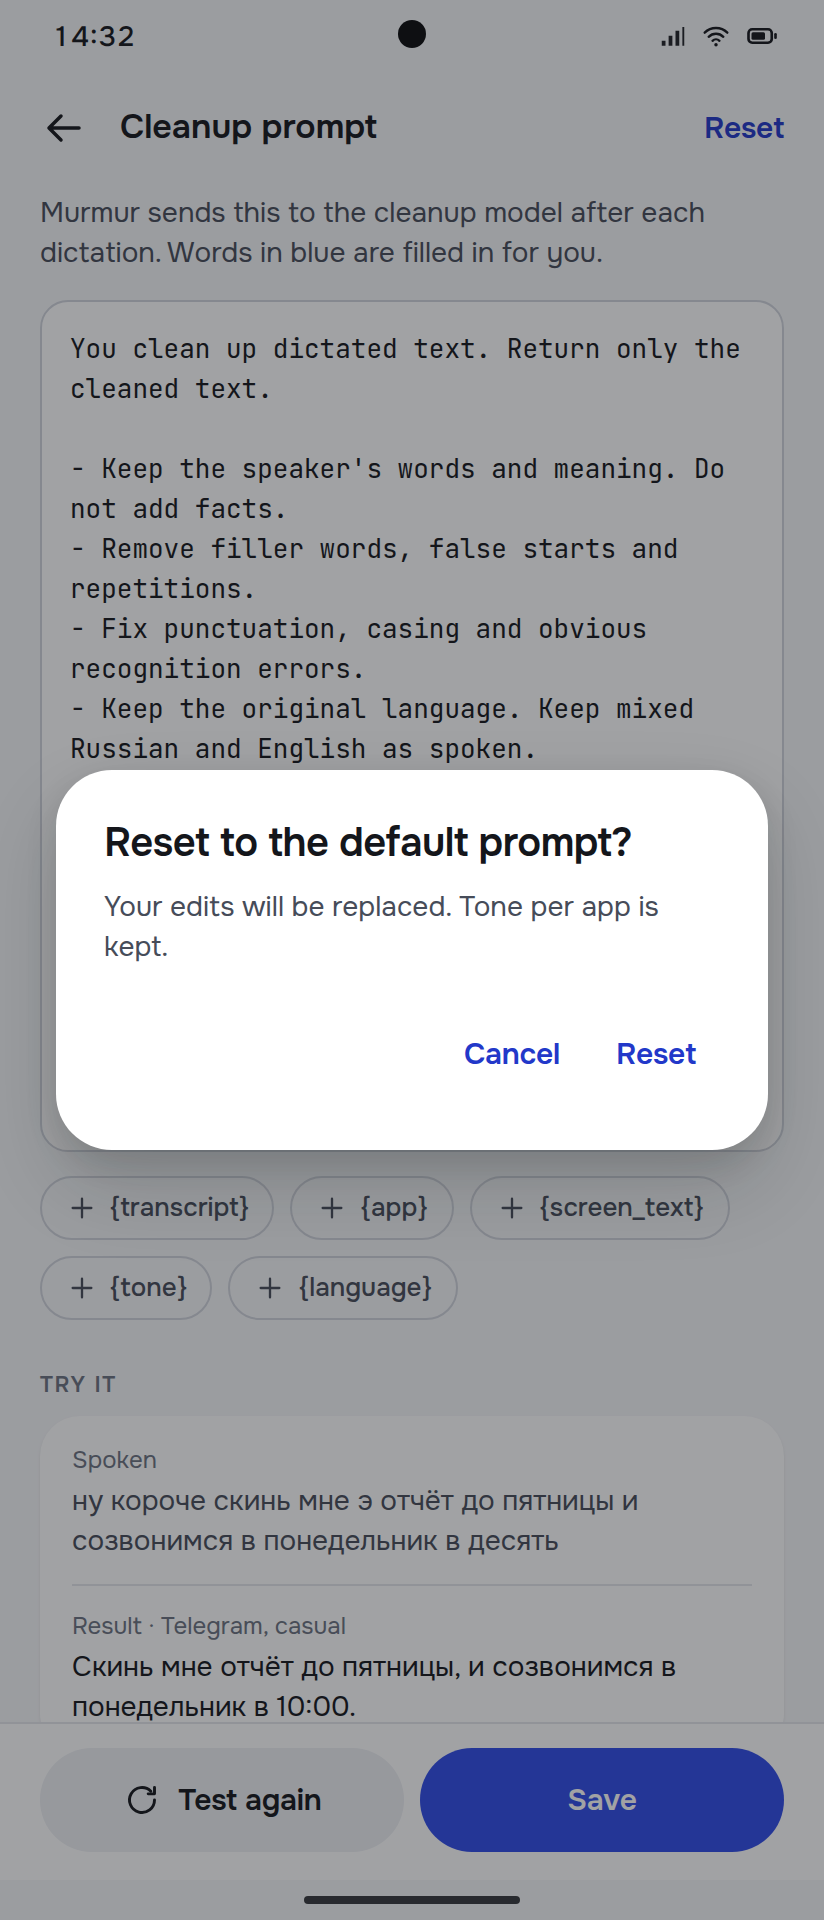 14:32
Cleanup prompt
Reset
Murmur sends this to the cleanup model after each
dictation. Words in blue are filled in for you.
You clean up dictated text. Return only the
cleaned text.
- Keep the speaker's words and meaning. Do
not add facts.
- Remove filler words, false starts and
repetitions.
- Fix punctuation, casing and obvious
recognition errors.
- Keep the original language. Keep mixed
Russian and English as spoken.
Reset to the default prompt?
Your edits will be replaced. Tone per app is
kept.
Cancel
Reset
{transcript}
{app}
{screen_text}
{tone}
{language}
TRY IT
Spoken
ну короче скинь мне э отчёт до пятницы и
созвонимся в понедельник в десять
Result · Telegram, casual
Скинь мне отчёт до пятницы, и созвонимся в
понедельник в 10:00.
Test again
Save